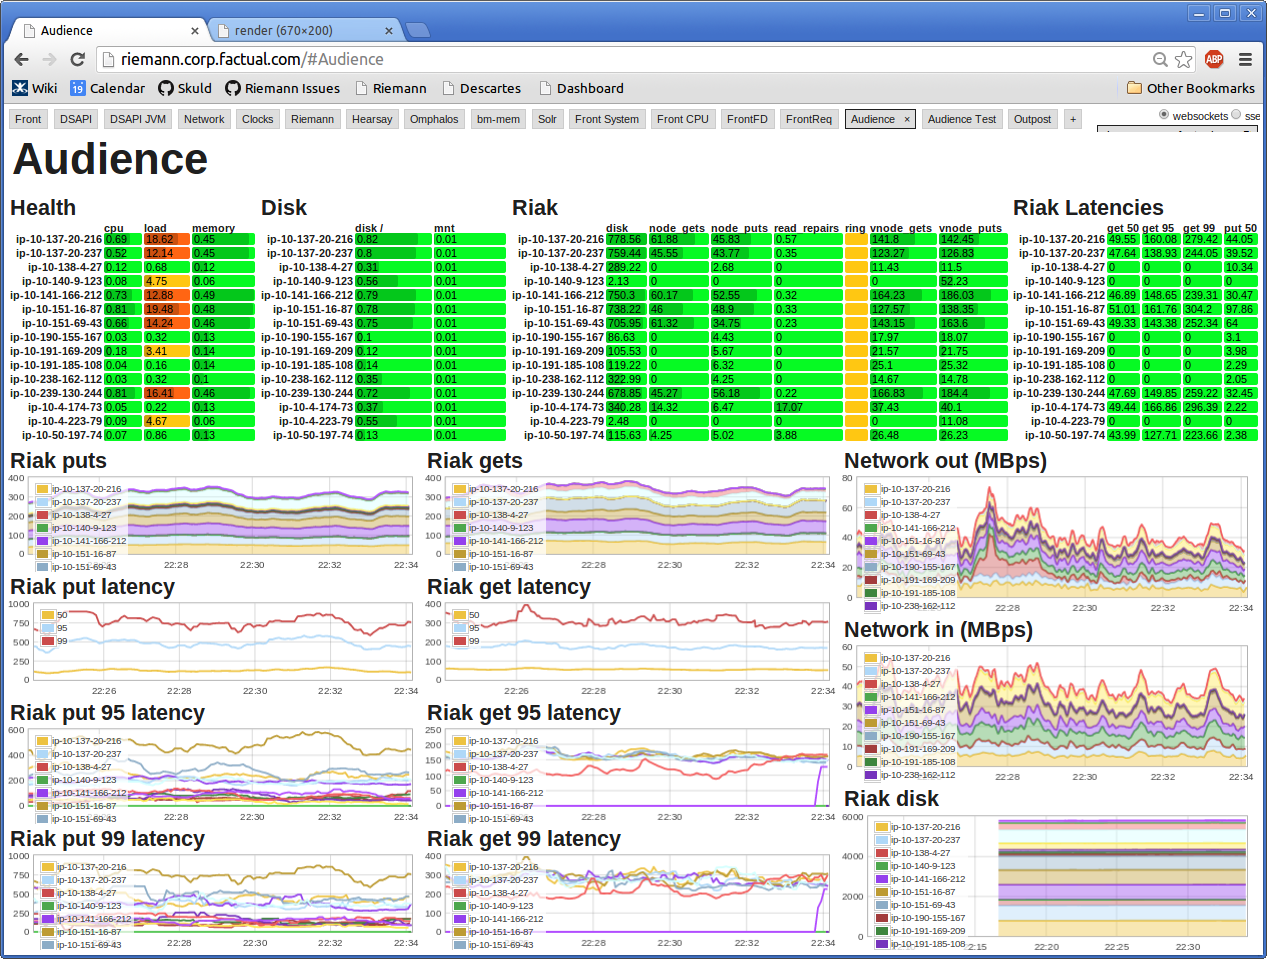 Audience
render (670×200)
riemann.corp.factual.com/#Audience
Wiki 19 Calendar Skuld Riemann Issues Riemann Descartes Dashboard Other Bookmarks
ABP
Front DSAPI DSAPI JVM Network Clocks Riemann Hearsay Omphalos bm-mem Solr Front System Front CPU FrontFD FrontReq Audience × Audience Test Outpost + websockets sse
Audience
Health Disk Riak Riak Latencies
cpu load memory disk / mnt disk node_gets node_puts read_repairs ring vnode_gets vnode_puts get 50 get 95 get 99 put 50
ip-10-137-20-216 0.69 18.62 0.45 ip-10-137-20-216 0.82 0.01 ip-10-137-20-216 778.56 61.88 45.83 0.57 141.8 142.45 ip-10-137-20-216 49.55 160.08 279.42 44.05
ip-10-137-20-237 0.52 12.14 0.45 ip-10-137-20-237 0.8 0.01 ip-10-137-20-237 759.44 45.55 43.77 0.35 123.27 126.83 ip-10-137-20-237 47.64 138.93 244.05 39.52
ip-10-138-4-27 0.12 0.68 0.12 ip-10-138-4-27 0.31 0.01 ip-10-138-4-27 289.22 0 2.68 0 11.43 11.5 ip-10-138-4-27 0 0 0 10.34
ip-10-140-9-123 0.08 4.75 0.06 ip-10-140-9-123 0.56 0.01 ip-10-140-9-123 2.13 0 0 0 0 52.23 ip-10-140-9-123 0 0 0 0
ip-10-141-166-212 0.73 12.88 0.49 ip-10-141-166-212 0.79 0.01 ip-10-141-166-212 750.3 60.17 52.55 0.32 164.23 186.03 ip-10-141-166-212 46.89 148.65 239.31 30.47
ip-10-151-16-87 0.81 19.48 0.48 ip-10-151-16-87 0.78 0.01 ip-10-151-16-87 738.22 46 48.9 0.33 127.57 138.35 ip-10-151-16-87 51.01 161.76 304.2 97.86
ip-10-151-69-43 0.66 14.24 0.46 ip-10-151-69-43 0.75 0.01 ip-10-151-69-43 705.95 61.32 34.75 0.23 143.15 163.6 ip-10-151-69-43 49.33 143.38 252.34 64
ip-10-190-155-167 0.03 0.32 0.13 ip-10-190-155-167 0.1 0.01 ip-10-190-155-167 86.63 0 4.43 0 17.97 18.07 ip-10-190-155-167 0 0 0 3.1
ip-10-191-169-209 0.18 3.41 0.14 ip-10-191-169-209 0.12 0.01 ip-10-191-169-209 105.53 0 5.67 0 21.57 21.75 ip-10-191-169-209 0 0 0 3.98
ip-10-191-185-108 0.04 0.16 0.14 ip-10-191-185-108 0.14 0.01 ip-10-191-185-108 119.22 0 6.32 0 25.1 25.32 ip-10-191-185-108 0 0 0 2.29
ip-10-238-162-112 0.03 0.32 0.1 ip-10-238-162-112 0.35 0.01 ip-10-238-162-112 322.99 0 4.25 0 14.67 14.78 ip-10-238-162-112 0 0 0 2.05
ip-10-239-130-244 0.81 16.41 0.46 ip-10-239-130-244 0.72 0.01 ip-10-239-130-244 678.85 45.27 56.18 0.22 166.83 184.4 ip-10-239-130-244 47.69 149.85 259.22 32.45
ip-10-4-174-73 0.05 0.22 0.13 ip-10-4-174-73 0.37 0.01 ip-10-4-174-73 340.28 14.32 6.47 17.07 37.43 40.1 ip-10-4-174-73 49.44 166.86 296.39 2.22
ip-10-4-223-79 0.09 4.67 0.06 ip-10-4-223-79 0.55 0.01 ip-10-4-223-79 2.48 0 0 0 0 11.08 ip-10-4-223-79 0 0 0 0
ip-10-50-197-74 0.07 0.86 0.13 ip-10-50-197-74 0.13 0.01 ip-10-50-197-74 115.63 4.25 5.02 3.88 26.48 26.23 ip-10-50-197-74 43.99 127.71 223.66 2.38
Riak puts
400
300
200
100
0
ip-10-137-20-216
ip-10-137-20-237
ip-10-138-4-27
ip-10-140-9-123
ip-10-141-166-212
ip-10-151-16-87
ip-10-151-69-43
22:28 22:30 22:32 22:34
Riak gets
400
300
200
100
0
ip-10-137-20-216
ip-10-137-20-237
ip-10-138-4-27
ip-10-140-9-123
ip-10-141-166-212
ip-10-151-16-87
ip-10-151-69-43
22:28 22:30 22:32 22:34
Network out (MBps)
80
60
40
20
0
ip-10-137-20-216
ip-10-137-20-237
ip-10-138-4-27
ip-10-141-166-212
ip-10-151-16-87
ip-10-151-69-43
ip-10-190-155-167
ip-10-191-169-209
ip-10-191-185-108
ip-10-238-162-112
22:28 22:30 22:32 22:34
Riak put latency
1000
750
500
250
0
50
95
99
22:26 22:28 22:30 22:32 22:34
Riak get latency
400
300
200
100
0
50
95
99
22:26 22:28 22:30 22:32 22:34
Network in (MBps)
60
50
40
30
20
10
0
ip-10-137-20-216
ip-10-137-20-237
ip-10-138-4-27
ip-10-141-166-212
ip-10-151-16-87
ip-10-151-69-43
ip-10-190-155-167
ip-10-191-169-209
ip-10-191-185-108
ip-10-238-162-112
22:28 22:30 22:32 22:34
Riak put 95 latency
600
400
200
0
ip-10-137-20-216
ip-10-137-20-237
ip-10-138-4-27
ip-10-140-9-123
ip-10-141-166-212
ip-10-151-16-87
ip-10-151-69-43
22:28 22:30 22:32 22:34
Riak get 95 latency
250
200
150
100
50
0
ip-10-137-20-216
ip-10-137-20-237
ip-10-138-4-27
ip-10-140-9-123
ip-10-141-166-212
ip-10-151-16-87
ip-10-151-69-43
22:28 22:30 22:32 22:34
Riak disk
6000
4000
2000
0
ip-10-137-20-216
ip-10-137-20-237
ip-10-138-4-27
ip-10-140-9-123
ip-10-141-166-212
ip-10-151-16-87
ip-10-151-69-43
ip-10-190-155-167
ip-10-191-169-209
ip-10-191-185-108
22:15 22:20 22:25 22:30
Riak put 99 latency
1000
750
500
250
0
ip-10-137-20-216
ip-10-137-20-237
ip-10-138-4-27
ip-10-140-9-123
ip-10-141-166-212
ip-10-151-16-87
ip-10-151-69-43
22:28 22:30 22:32 22:34
Riak get 99 latency
400
300
200
100
0
ip-10-137-20-216
ip-10-137-20-237
ip-10-138-4-27
ip-10-140-9-123
ip-10-141-166-212
ip-10-151-16-87
ip-10-151-69-43
22:28 22:30 22:32 22:34